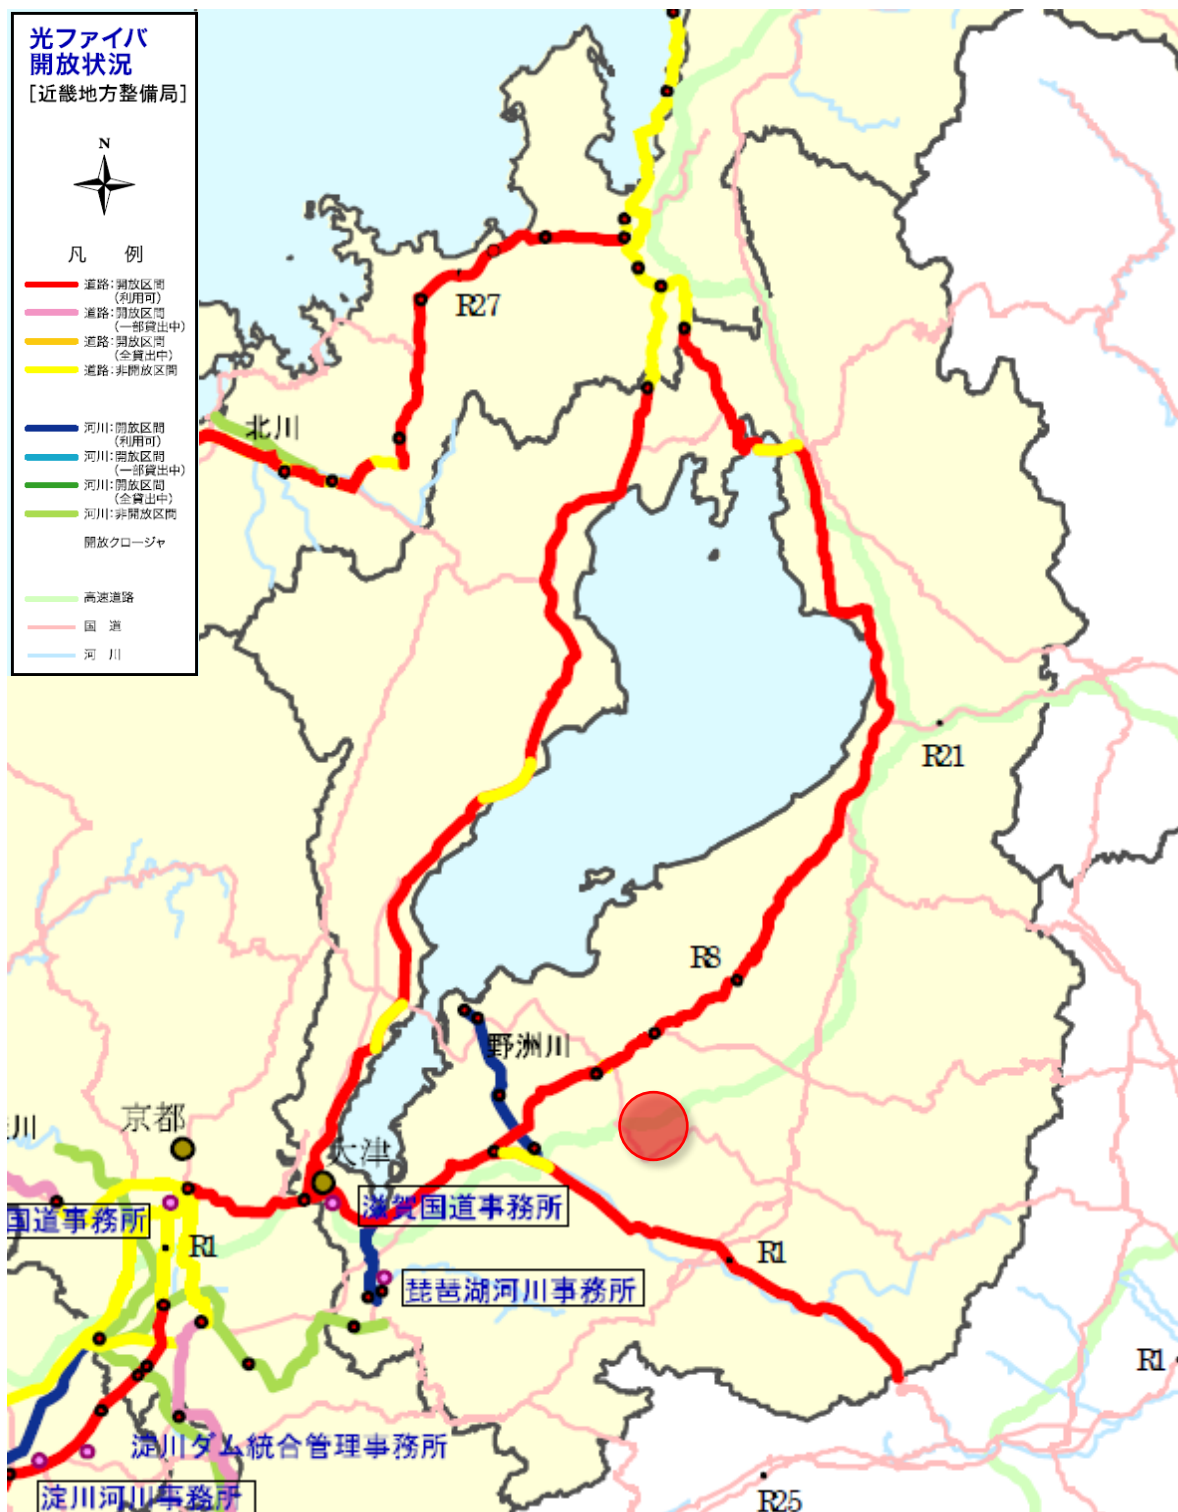 光ファイバ
開放状況
[近畿地方整備局]
N
凡 例
道路:開放区間
(利用可)
道路:開放区間
(一部貸出中)
道路:開放区間
(全貸出中)
道路:非開放区間
河川:開放区間
(利用可)
河川:開放区間
(一部貸出中)
河川:開放区間
(全貸出中)
河川:非開放区間
開放クロージャ
高速道路
国 道
河 川
R27
北川
R21
R8
野洲川
京都
川
大津
滋賀国道事務所
国道事務所
R1
R1
琵琶湖河川事務所
R1
淀川ダム統合管理事務所
淀川河川事務所
R25